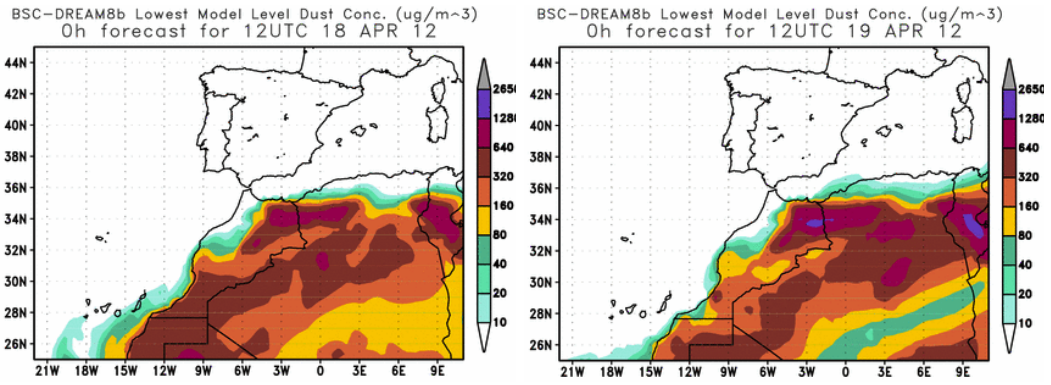 BSC-DREAM8b Lowest Model Level Dust Conc. (ug/m^3)
0h forecast for 12UTC 18 APR 12
44N
42N
40N
38N
36N
34N
32N
30N
28N
26N
21W 18W 15W 12W 9W 6W 3W 0 3E 6E 9E
2650
1280
640
320
160
80
40
20
10
BSC-DREAM8b Lowest Model Level Dust Conc. (ug/m^3)
0h forecast for 12UTC 19 APR 12
44N
42N
40N
38N
36N
34N
32N
30N
28N
26N
21W 18W 15W 12W 9W 6W 3W 0 3E 6E 9E
2650
1280
640
320
160
80
40
20
10